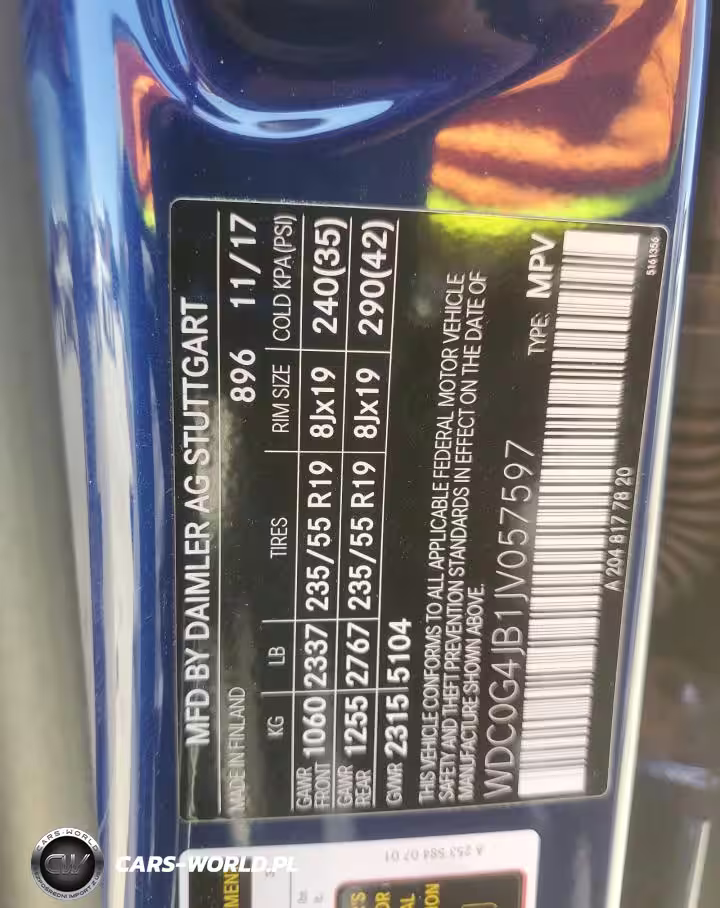 MFD BY DAIMLER AG STUTTGART
MADE IN FINLAND 896 11/17
KG LB TIRES RIM SIZE COLD KPA (PSI)
GAWR FRONT 1060 2337 235/55 R19 8Jx19 240(35)
GAWR REAR 1255 2767 235/55 R19 8Jx19 290(42)
GVWR 2315 5104
THIS VEHICLE CONFORMS TO ALL APPLICABLE FEDERAL MOTOR VEHICLE
SAFETY AND THEFT PREVENTION STANDARDS IN EFFECT ON THE DATE OF
MANUFACTURE SHOWN ABOVE.
WDC0G4JB1JV057597 TYPE: MPV
A 204 817 78 20
5161356
A 253 584 07 01
CARS-WORLD
CW
CARS-WORLD.PL